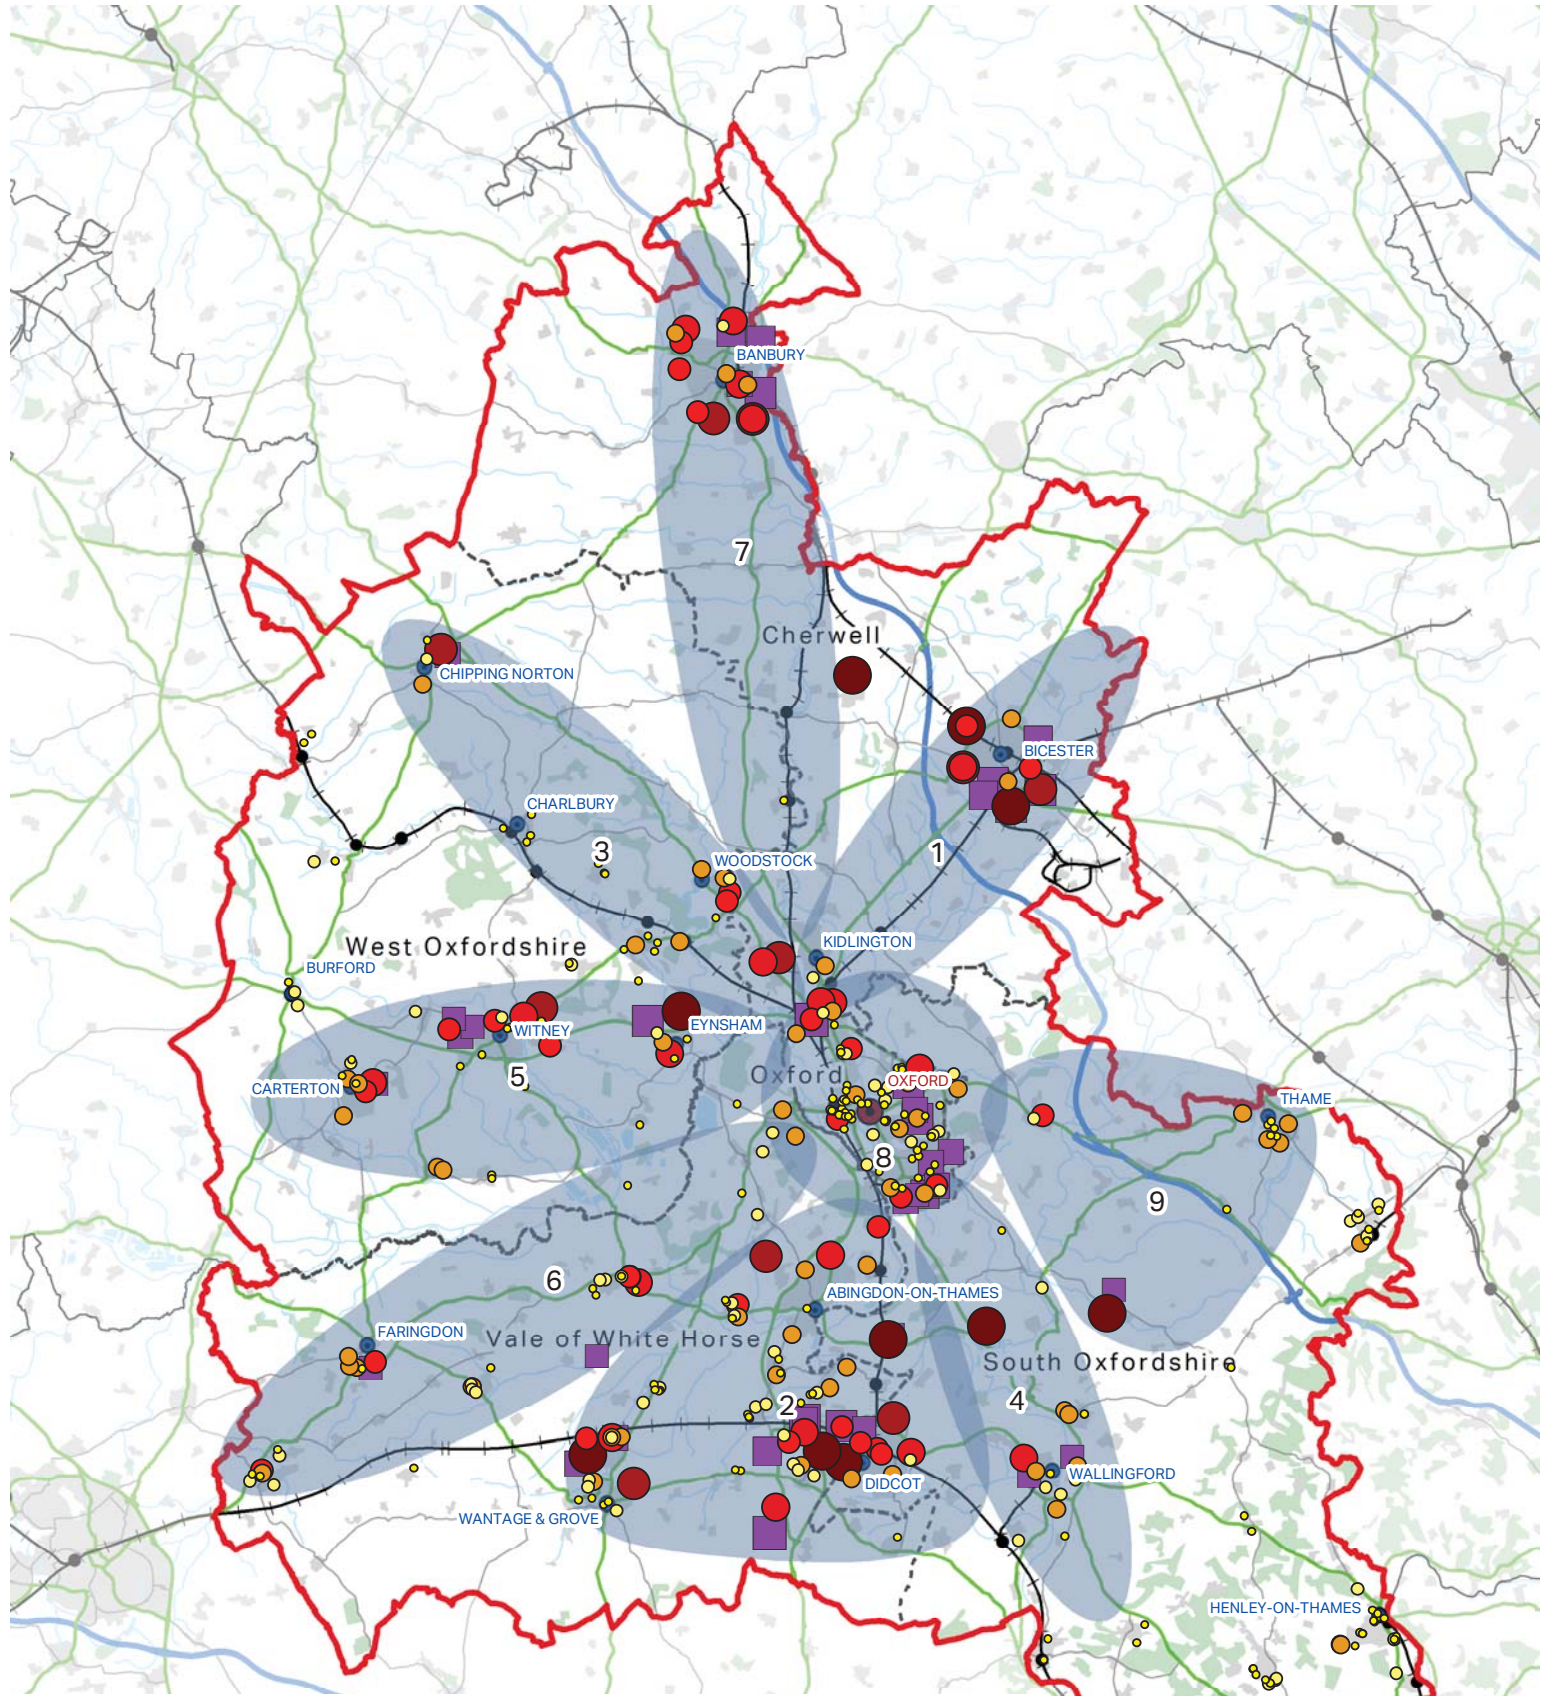 BANBURY
7
Cherwell
CHIPPING NORTON
BICESTER
CHARLBURY
3
WOODSTOCK
1
KIDLINGTON
West Oxfordshire
BURFORD
WITNEY
EYNSHAM
5
Oxford
OXFORD
CARTERTON
THAME
8
9
6
ABINGDON-ON-THAMES
FARINGDON
Vale of White Horse
South Oxfordshire
2
4
WALLINGFORD
DIDCOT
WANTAGE & GROVE
HENLEY-ON-THAMES